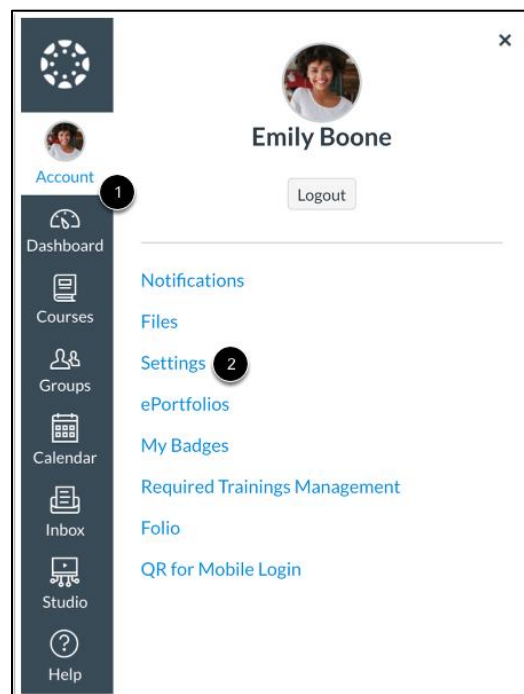 Account
1
Dashboard
Courses
Groups
Calendar
Inbox
Studio
Help
×
Emily Boone
Logout
Notifications
Files
Settings 2
ePortfolios
My Badges
Required Trainings Management
Folio
QR for Mobile Login